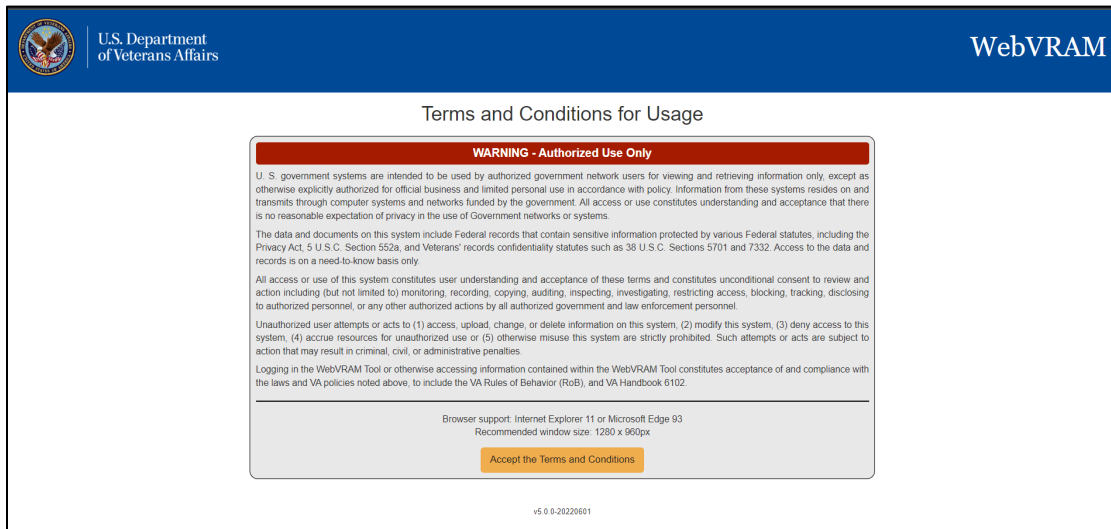 U.S. Department
of Veterans Affairs
WebVRAM
Terms and Conditions for Usage
WARNING - Authorized Use Only
U. S. government systems are intended to be used by authorized government network users for viewing and retrieving information only, except as
otherwise explicitly authorized for official business and limited personal use in accordance with policy. Information from these systems resides on and
transmits through computer systems and networks funded by the government. All access or use constitutes understanding and acceptance that there
is no reasonable expectation of privacy in the use of Government networks or systems.
The data and documents on this system include Federal records that contain sensitive information protected by various Federal statutes, including the
Privacy Act, 5 U.S.C. Section 552a, and Veterans' records confidentiality statutes such as 38 U.S.C. Sections 5701 and 7332. Access to the data and
records is on a need-to-know basis only.
All access or use of this system constitutes user understanding and acceptance of these terms and constitutes unconditional consent to review and
action including (but not limited to) monitoring, recording, copying, auditing, inspecting, investigating, restricting access, blocking, tracking, disclosing
to authorized personnel, or any other authorized actions by all authorized government and law enforcement personnel.
Unauthorized user attempts or acts to (1) access, upload, change, or delete information on this system, (2) modify this system, (3) deny access to this
system, (4) accrue resources for unauthorized use or (5) otherwise misuse this system are strictly prohibited. Such attempts or acts are subject to
action that may result in criminal, civil, or administrative penalties.
Logging in the WebVRAM Tool or otherwise accessing information contained within the WebVRAM Tool constitutes acceptance of and compliance with
the laws and VA policies noted above, to include the VA Rules of Behavior (RoB), and VA Handbook 6102.
Browser support: Internet Explorer 11 or Microsoft Edge 93
Recommended window size: 1280 x 960px
Accept the Terms and Conditions
v5.0.0-20220601